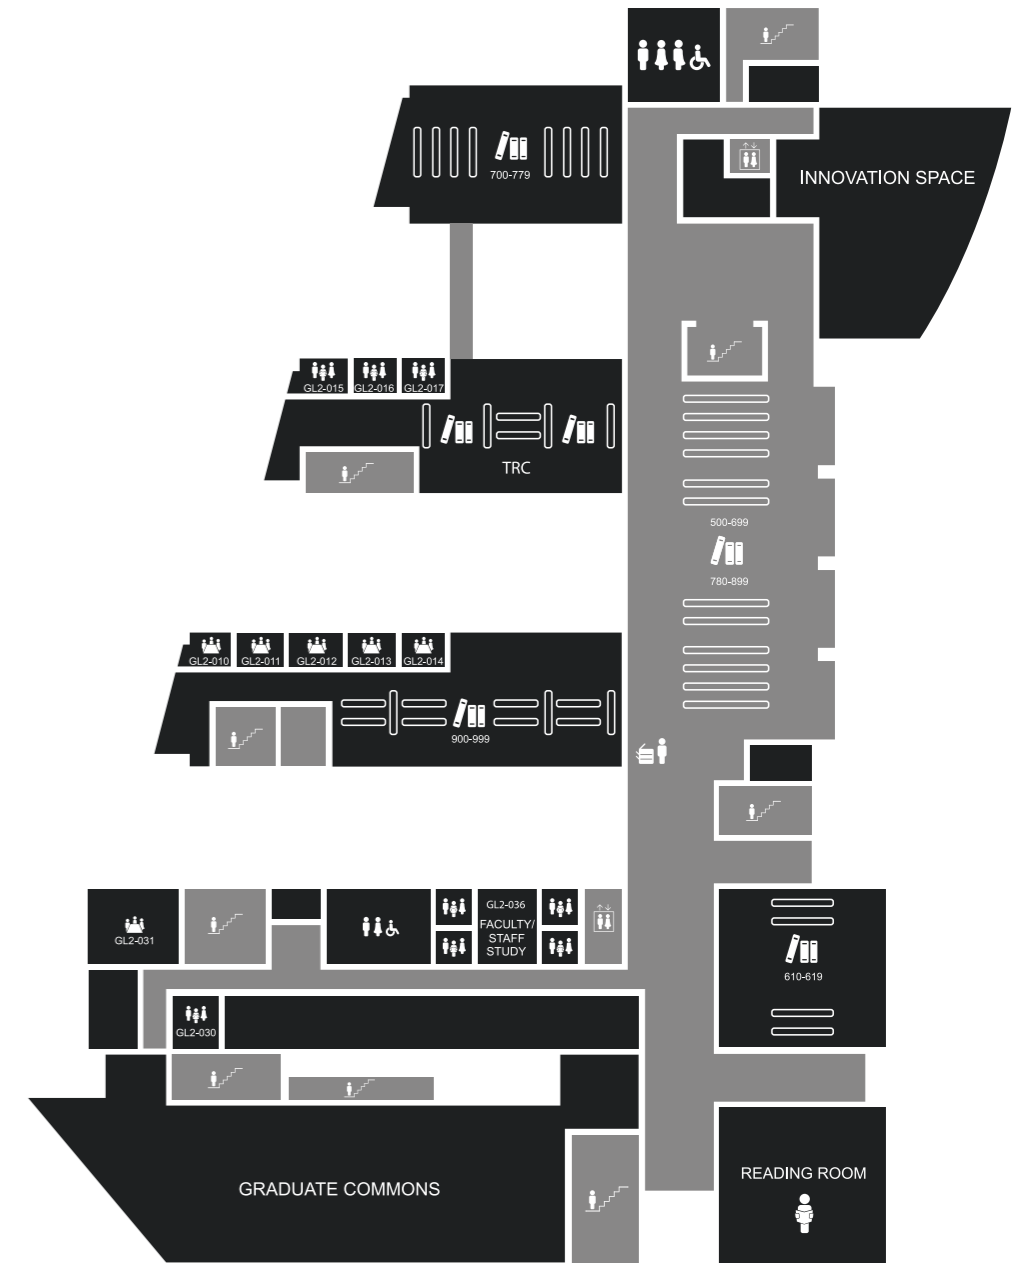 700-779
INNOVATION SPACE
GL2-015
GL2-016
GL2-017
TRC
500-699
780-899
GL2-010
GL2-011
GL2-012
GL2-013
GL2-014
900-999
GL2-031
GL2-036
FACULTY/
STAFF
STUDY
610-619
GL2-030
READING ROOM
GRADUATE COMMONS